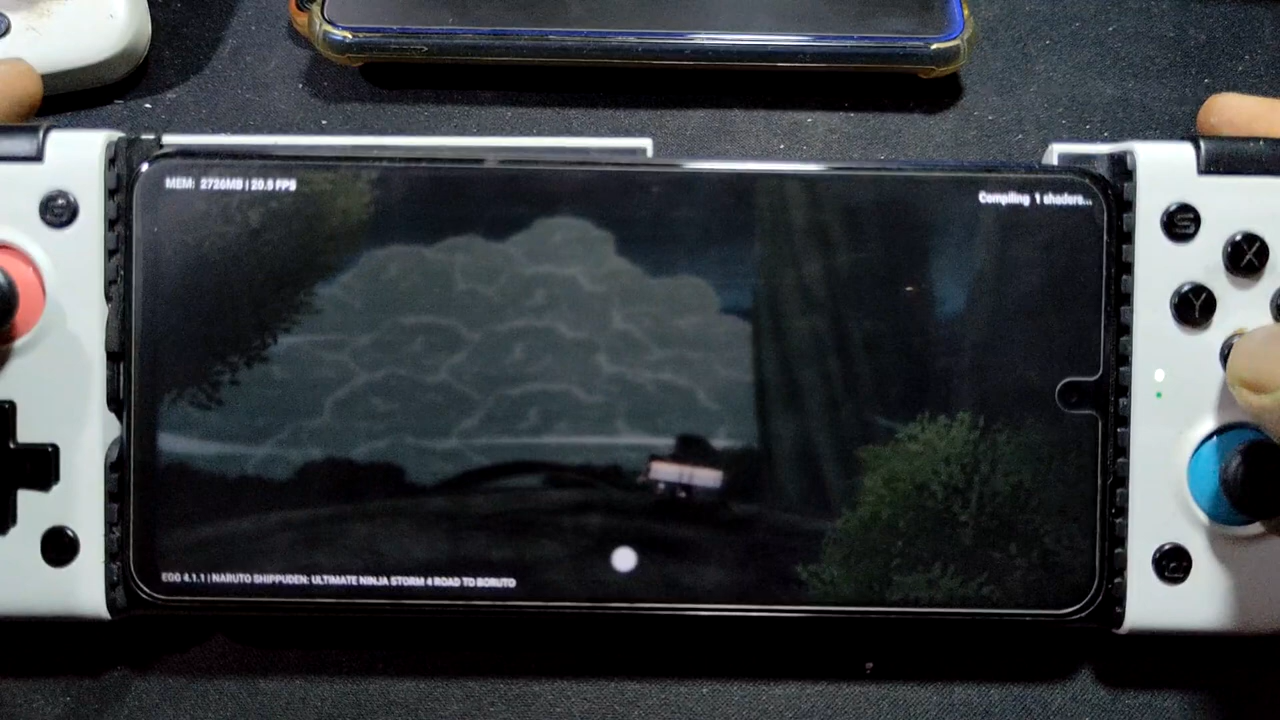 MEM: 2726MB | 20.5 FPS
Compiling 1 shaders...
S
X
Y
EGG 4.1.1 | NARUTO SHIPPUDEN: ULTIMATE NINJA STORM 4 ROAD TO BORUTO